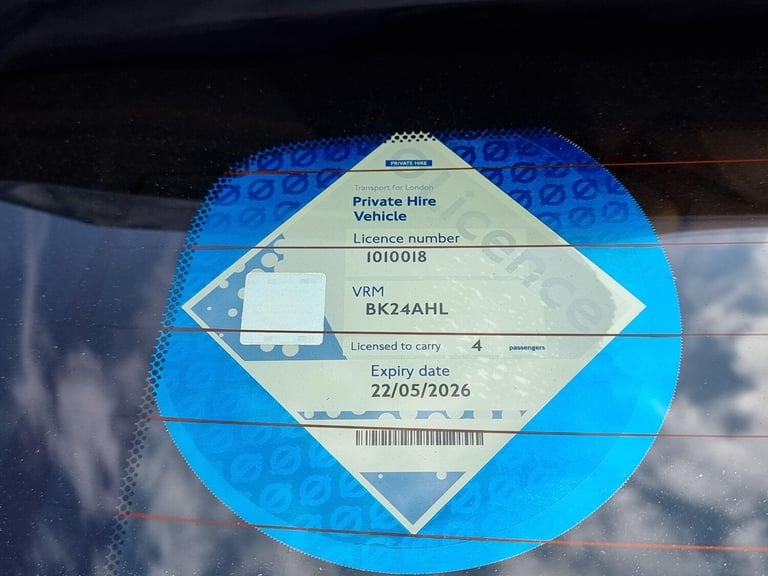 PRIVATE HIRE
Transport for London
Private Hire
Vehicle
Licence number
1010018
VRM
BK24AHL
Licensed to carry 4 passengers
Expiry date
22/05/2026
Licence